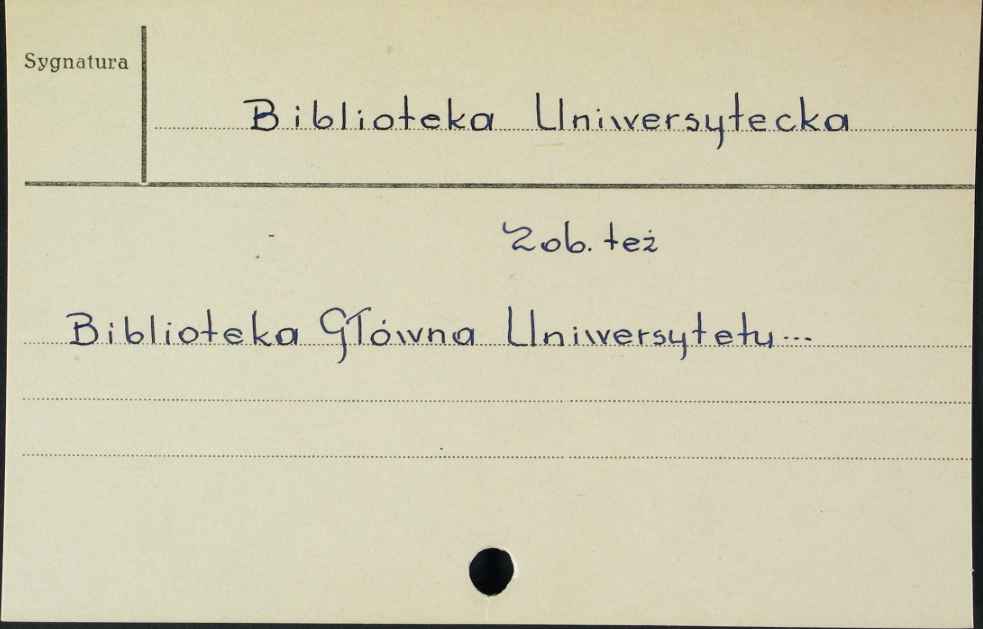 Sygnatura
Biblioteka Uniwersytecka
Zob. też
Biblioteka Główna Uniwersytetu...